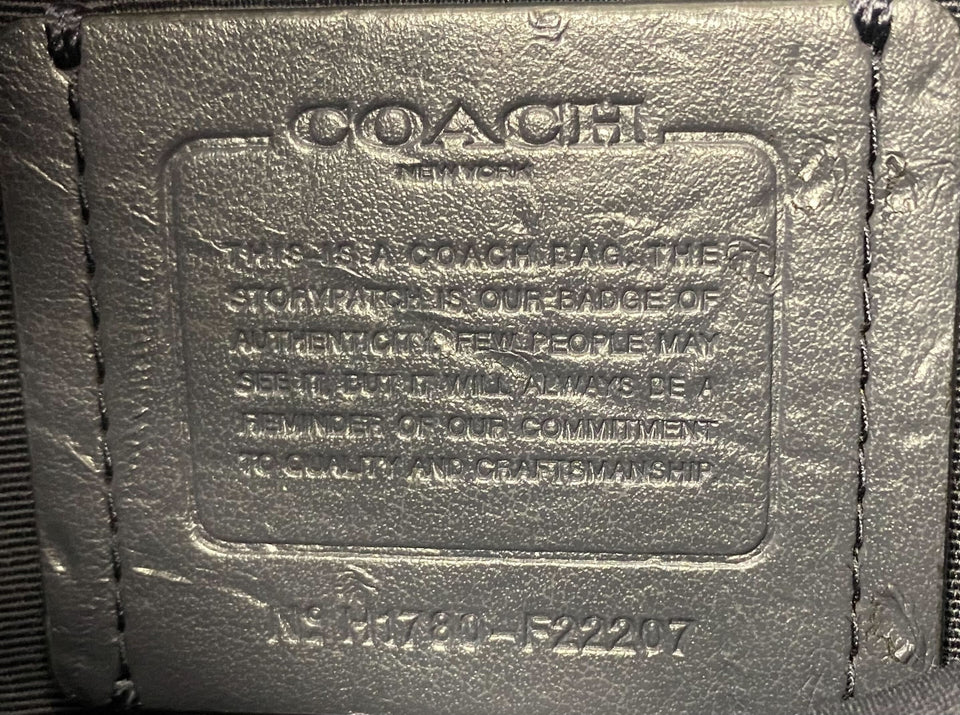 COACH
NEW YORK
THIS IS A COACH BAG. THE
STORYPATCH IS OUR BADGE OF
AUTHENTICITY. FEW PEOPLE MAY
SEE IT, BUT IT WILL ALWAYS BE A
REMINDER OF OUR COMMITMENT
TO QUALITY AND CRAFTSMANSHIP.
Nº H1780-F22207